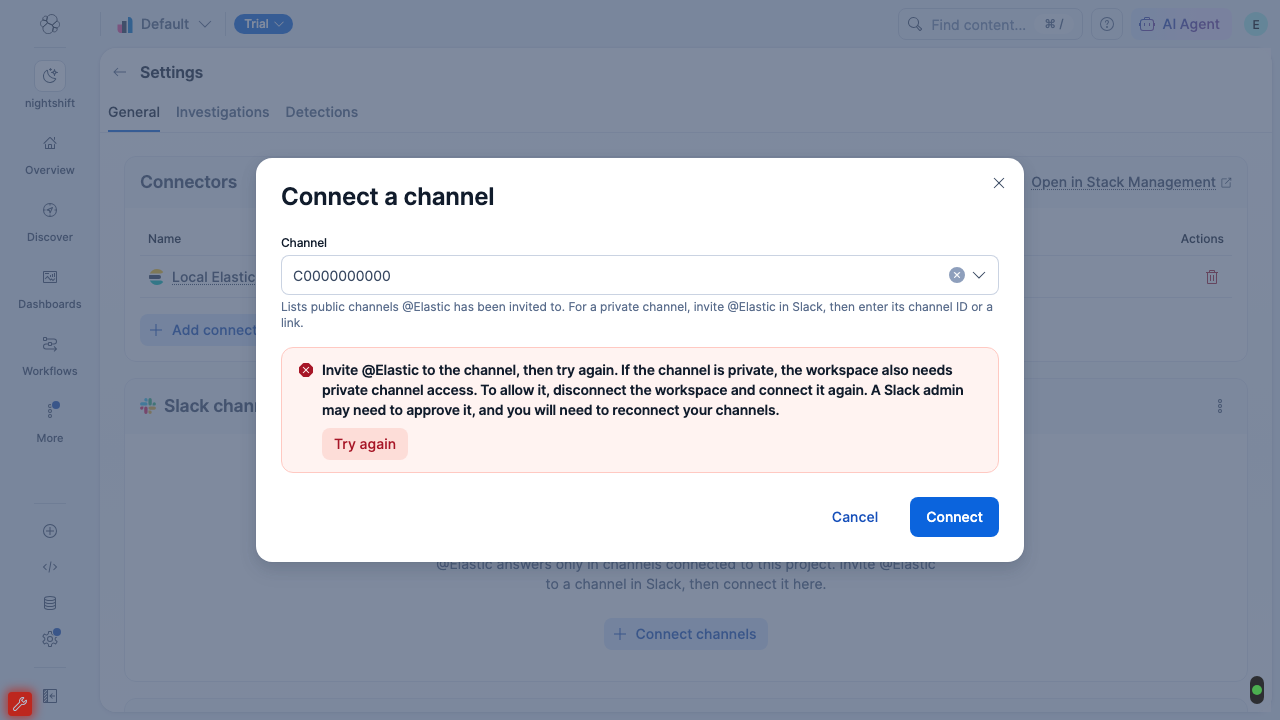 Default
Trial
Find content...
⌘ /
AI Agent
E
nightshift
Overview
Discover
Dashboards
Workflows
More
Settings
General
Investigations
Detections
Connectors
Open in Stack Management
Name
Actions
Local Elastic
Add connect
Slack chan
Connect a channel
Channel
C0000000000
Lists public channels @Elastic has been invited to. For a private channel, invite @Elastic in Slack, then enter its channel ID or a
link.
Invite @Elastic to the channel, then try again. If the channel is private, the workspace also needs
private channel access. To allow it, disconnect the workspace and connect it again. A Slack admin
may need to approve it, and you will need to reconnect your channels.
Try again
Cancel
Connect
@Elastic answers only in channels connected to this project. Invite @Elastic
to a channel in Slack, then connect it here.
Connect channels